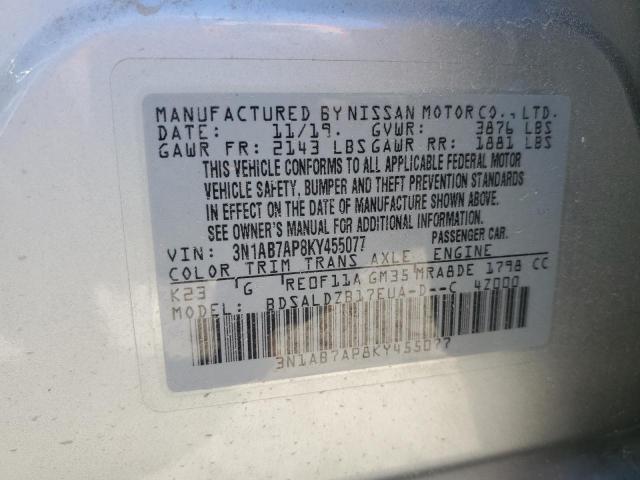 MANUFACTURED BY NISSAN MOTOR CO., LTD.
DATE: 11/19. GVWR: 3876 LBS
GAWR FR: 2143 LBS GAWR RR: 1881 LBS
THIS VEHICLE CONFORMS TO ALL APPLICABLE FEDERAL MOTOR
VEHICLE SAFETY, BUMPER AND THEFT PREVENTION STANDARDS
IN EFFECT ON THE DATE OF MANUFACTURE SHOWN ABOVE.
SEE OWNER'S MANUAL FOR ADDITIONAL INFORMATION.
VIN: 3N1AB7AP8KY455077 PASSENGER CAR.
COLOR TRIM TRANS AXLE ENGINE
K23 G RE0F11A GM35 MRA8DE 1798 CC
MODEL: BDSALDZB17EUA-D--C 4Z000
3N1AB7AP8KY455077